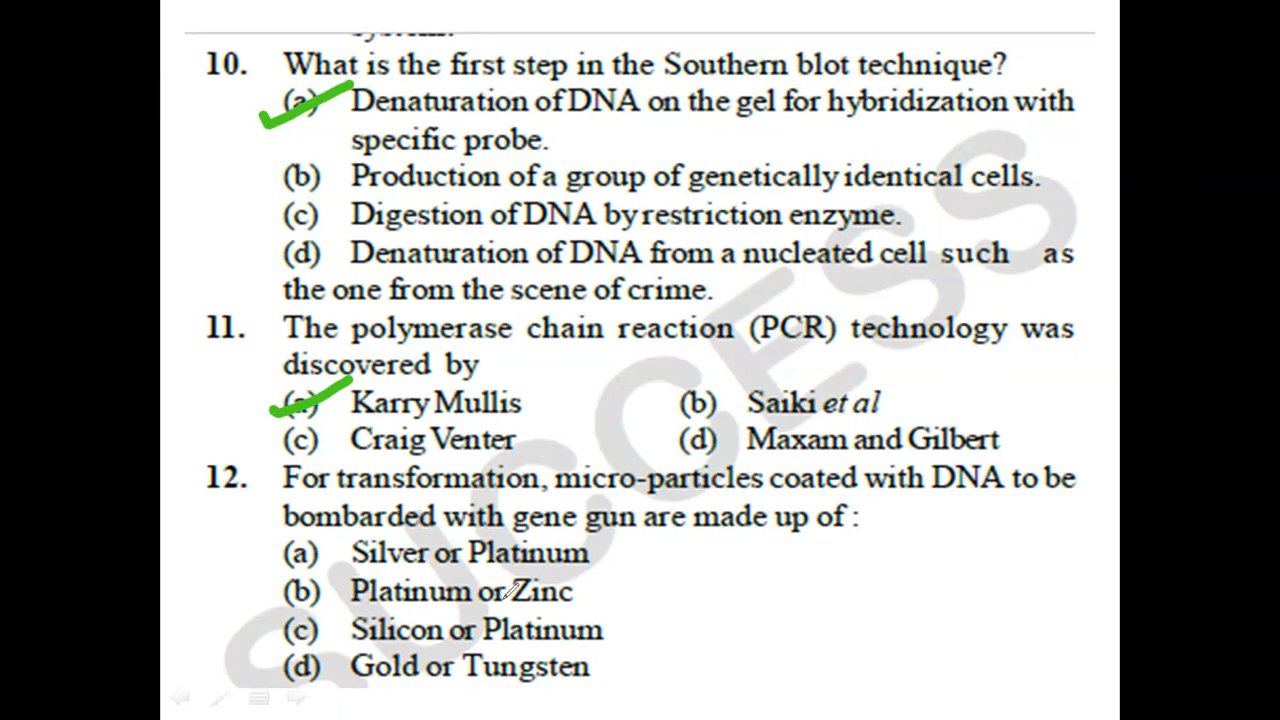 10. What is the first step in the Southern blot technique?
(a) Denaturation of DNA on the gel for hybridization with
specific probe.
(b) Production of a group of genetically identical cells.
(c) Digestion of DNA by restriction enzyme.
(d) Denaturation of DNA from a nucleated cell such as
the one from the scene of crime.
11. The polymerase chain reaction (PCR) technology was
discovered by
(a) Karry Mullis (b) Saiki et al
(c) Craig Venter (d) Maxam and Gilbert
12. For transformation, micro-particles coated with DNA to be
bombarded with gene gun are made up of :
(a) Silver or Platinum
(b) Platinum or Zinc
(c) Silicon or Platinum
(d) Gold or Tungsten
SUCCESS